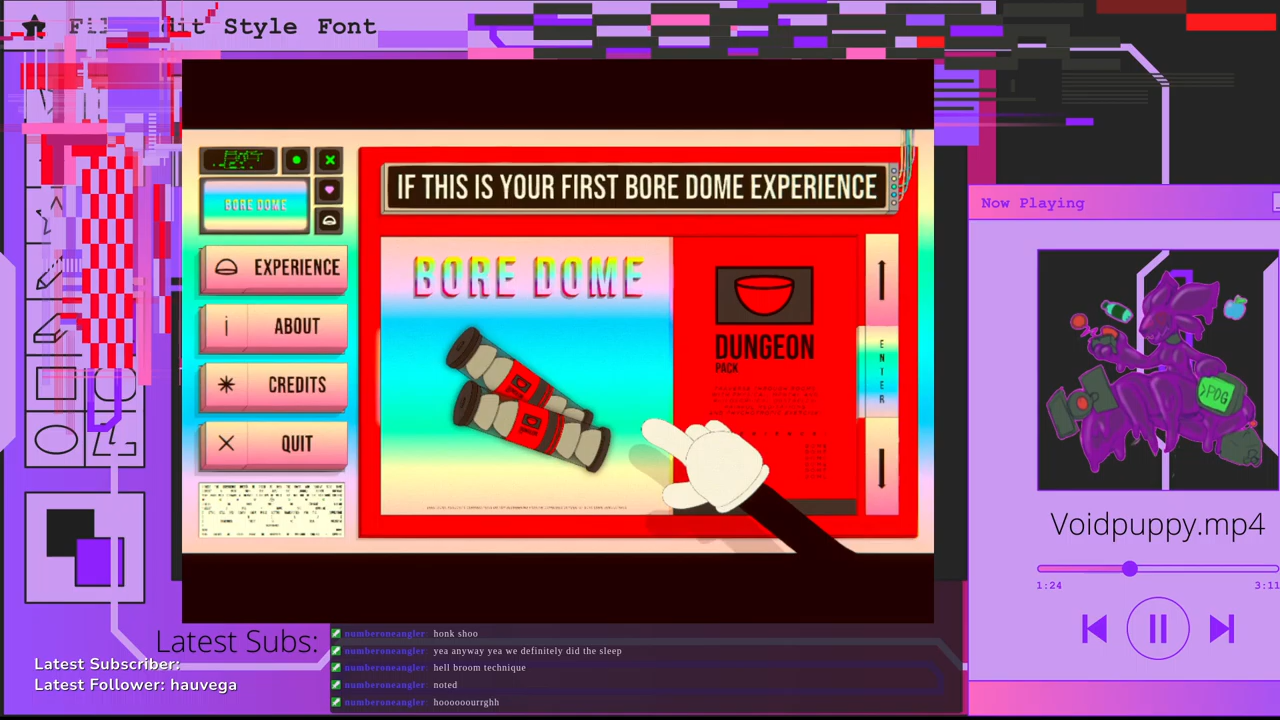 Style Font
IF THIS IS YOUR FIRST BORE DOME EXPERIENCE
BORE DOME
EXPERIENCE
ABOUT
CREDITS
QUIT
BORE DOME
DUNGEON
PACK
ENTER
Now Playing
>POG
Voidpuppy.mp4
1:24
3:11
Latest Subs:
Latest Subscriber:
Latest Follower: hauvega
numberoneangler: honk shoo
numberoneangler: yea anyway yea we definitely did the sleep
numberoneangler: hell broom technique
numberoneangler: noted
numberoneangler: hoooooourrghh